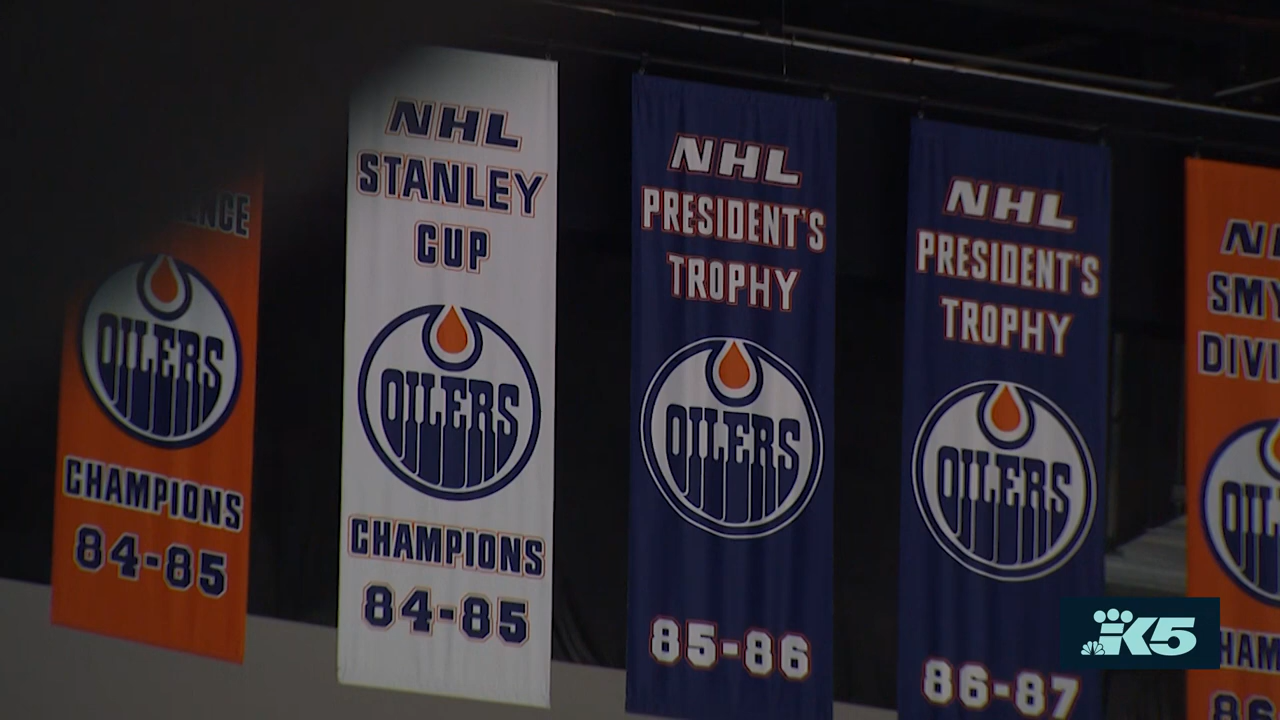 OILERS
CHAMPIONS
84-85
NHL
STANLEY
CUP
OILERS
CHAMPIONS
84-85
NHL
PRESIDENT'S
TROPHY
OILERS
85-86
NHL
PRESIDENT'S
TROPHY
OILERS
86-87
K5